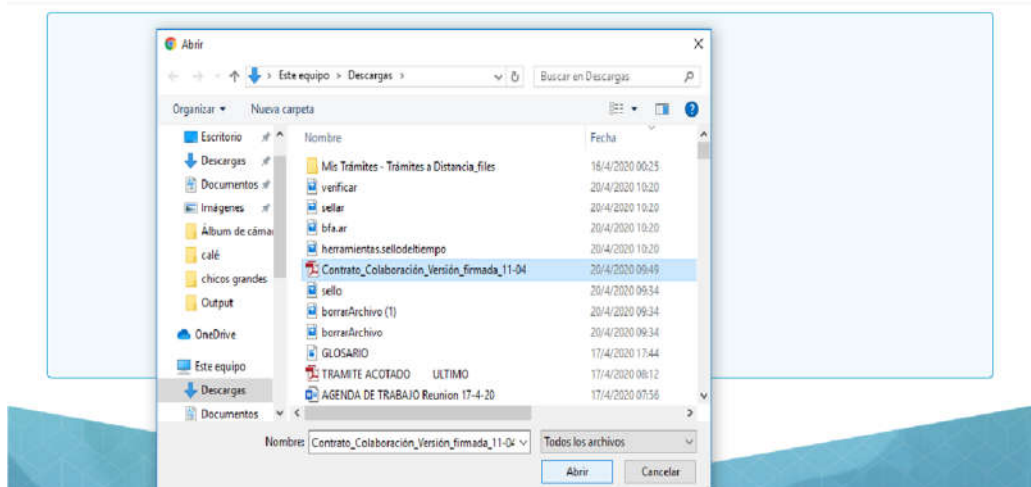 Abrir
Este equipo > Descargas >
Buscar en Descargas
Organizar
Nueva carpeta
Escritorio
Descargas
Documentos
Imágenes
Álbum de cámar
calé
chicos grandes
Output
OneDrive
Este equipo
Descargas
Documentos
Nombre Fecha
Mis Trámites - Trámites a Distancia_files 16/4/2020 00:25
verificar 20/4/2020 10:20
sellar 20/4/2020 10:20
bfa.ar 20/4/2020 10:20
herramientas.sellodeltiempo 20/4/2020 10:20
Contrato_Colaboración_Versión_firmada_11-04 20/4/2020 09:49
sello 20/4/2020 09:34
borrarArchivo (1) 20/4/2020 09:34
borrarArchivo 20/4/2020 09:34
GLOSARIO 17/4/2020 17:44
TRAMITE ACOTADO ULTIMO 17/4/2020 08:12
AGENDA DE TRABAJO Reunion 17-4-20 17/4/2020 07:56
Nombre: Contrato_Colaboración_Versión_firmada_11-04
Todos los archivos
Abrir
Cancelar